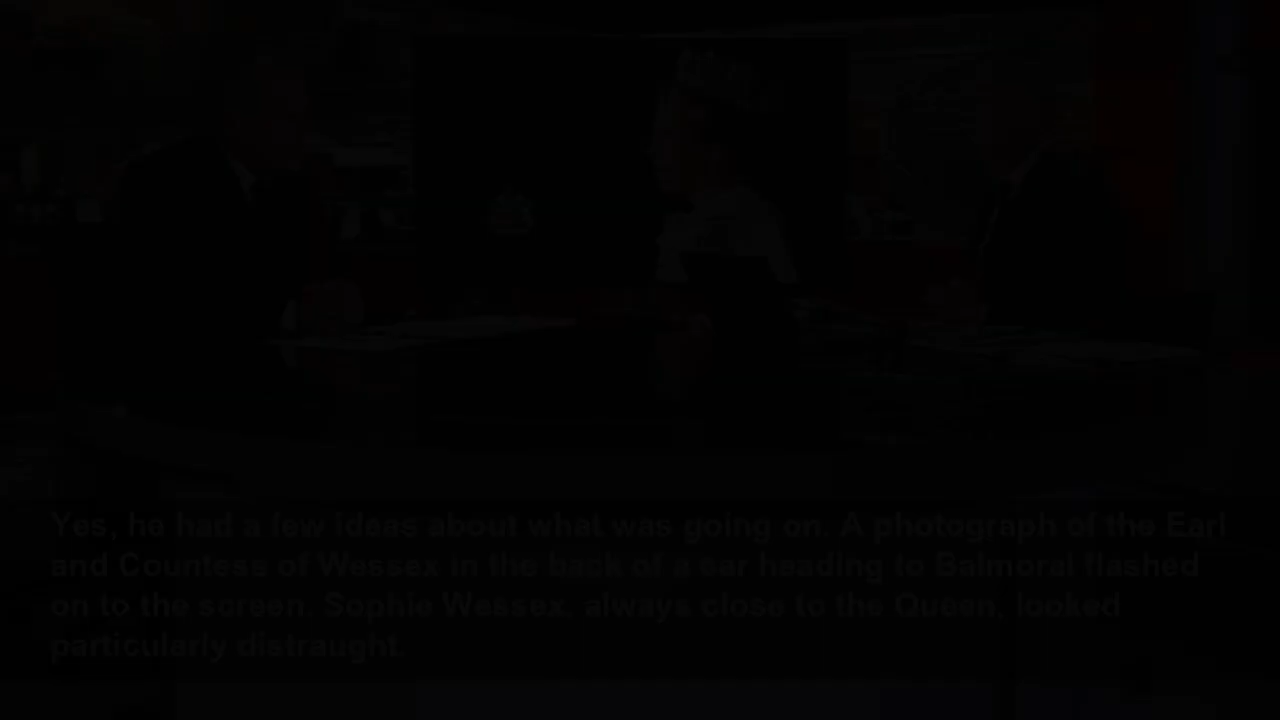 Yes, he had a few ideas about what was going on. A photograph of the Earl
and Countess of Wessex in the back of a car heading to Balmoral flashed
on to the screen. Sophie Wessex, always close to the Queen, looked
particularly distraught.